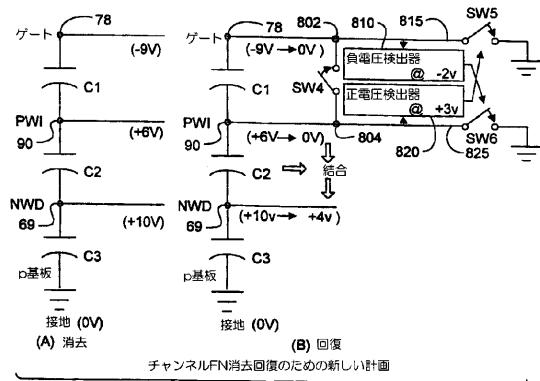 ゲート
78
(-9V)
C1
PWI
90
(+6V)
C2
NWD
69
(+10V)
C3
p基板
接地 (0V)
(A) 消去
ゲート
78
802
810
815
SW5
(-9V→0V)
負電圧検出器
@ -2v
SW4
正電圧検出器
@ +3v
C1
PWI
90
(+6V→ 0V)
804
820
825
SW6
C2
結合
NWD
69
(+10v→ +4v)
C3
p基板
接地 (0V)
(B) 回復
チャンネルFN消去回復のための新しい計画